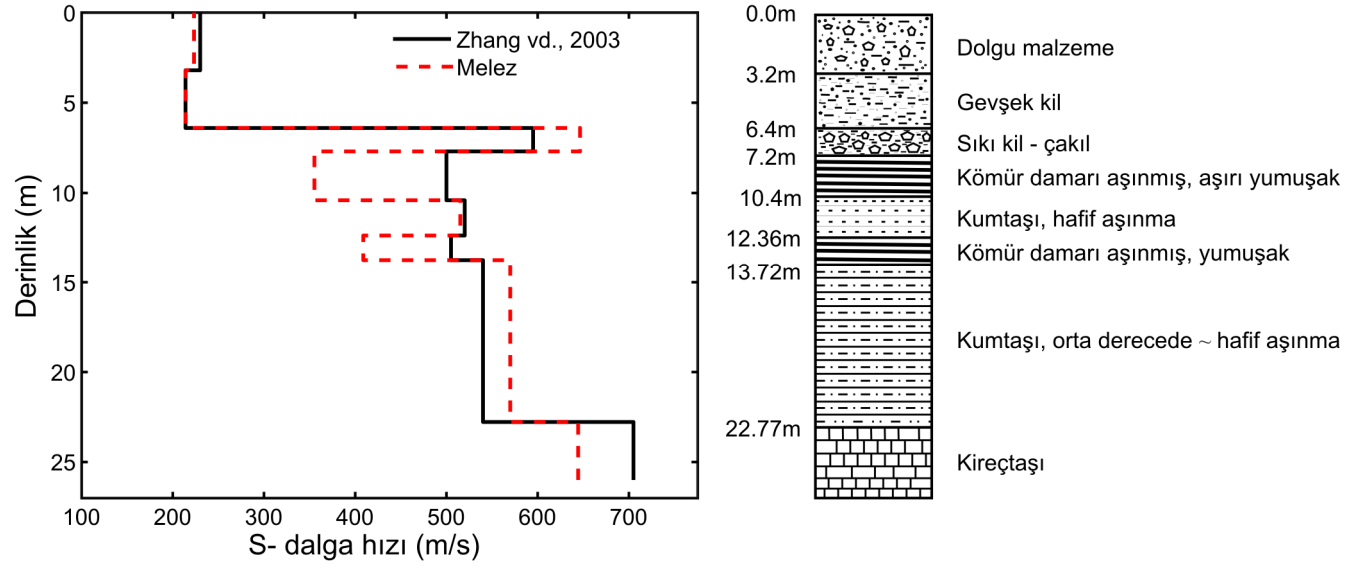 Derinlik (m)
0
5
10
15
20
25
100 200 300 400 500 600 700
S- dalga hızı (m/s)
Zhang vd., 2003
Melez
0.0m
3.2m
6.4m
7.2m
10.4m
12.36m
13.72m
22.77m
Dolgu malzeme
Gevşek kil
Sıkı kil - çakıl
Kömür damarı aşınmış, aşırı yumuşak
Kumtaşı, hafif aşınma
Kömür damarı aşınmış, yumuşak
Kumtaşı, orta derecede ~ hafif aşınma
Kireçtaşı